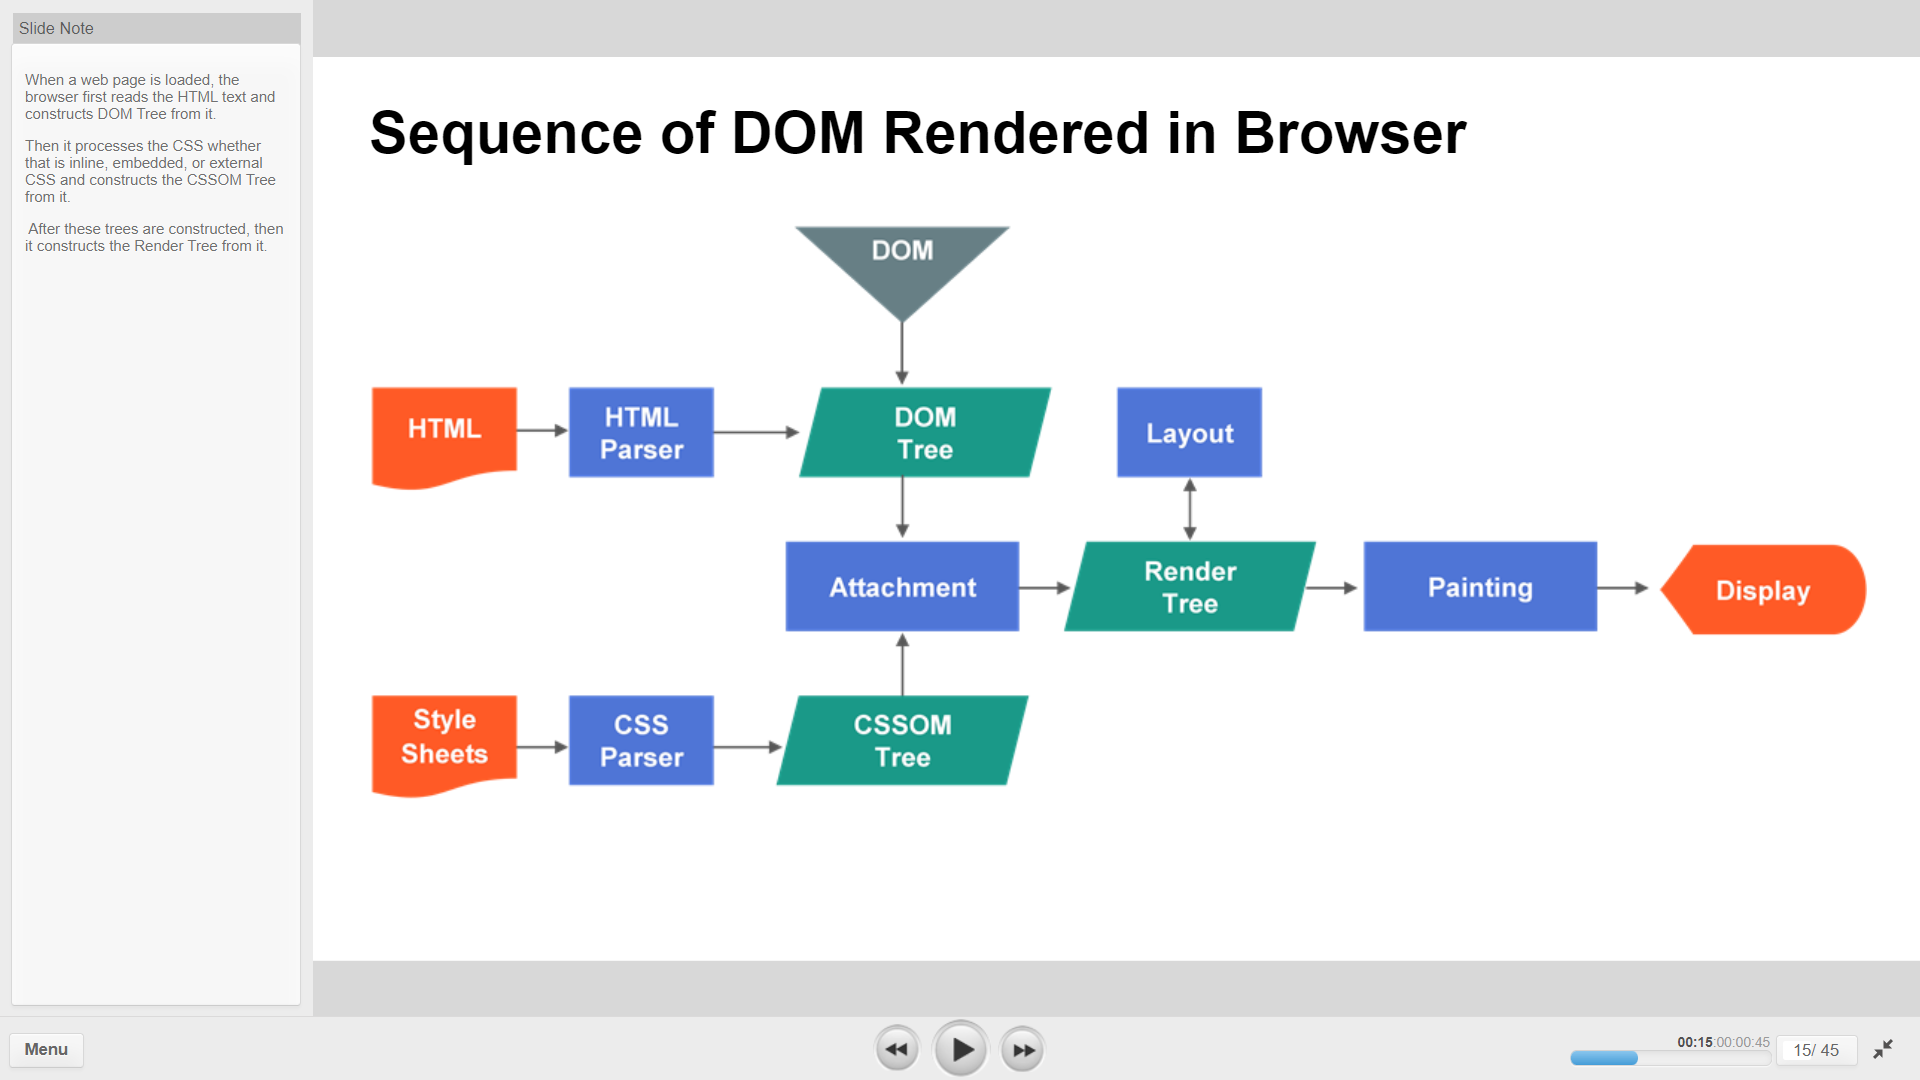 Slide Note
When a web page is loaded, the
browser first reads the HTML text and
constructs DOM Tree from it.
Then it processes the CSS whether
that is inline, embedded, or external
CSS and constructs the CSSOM Tree
from it.
After these trees are constructed, then
it constructs the Render Tree from it.
Sequence of DOM Rendered in Browser
DOM
HTML
HTML
Parser
DOM
Tree
Layout
Attachment
Render
Tree
Painting
Display
Style
Sheets
CSS
Parser
CSSOM
Tree
Menu
00:15:00:00:45
15/ 45